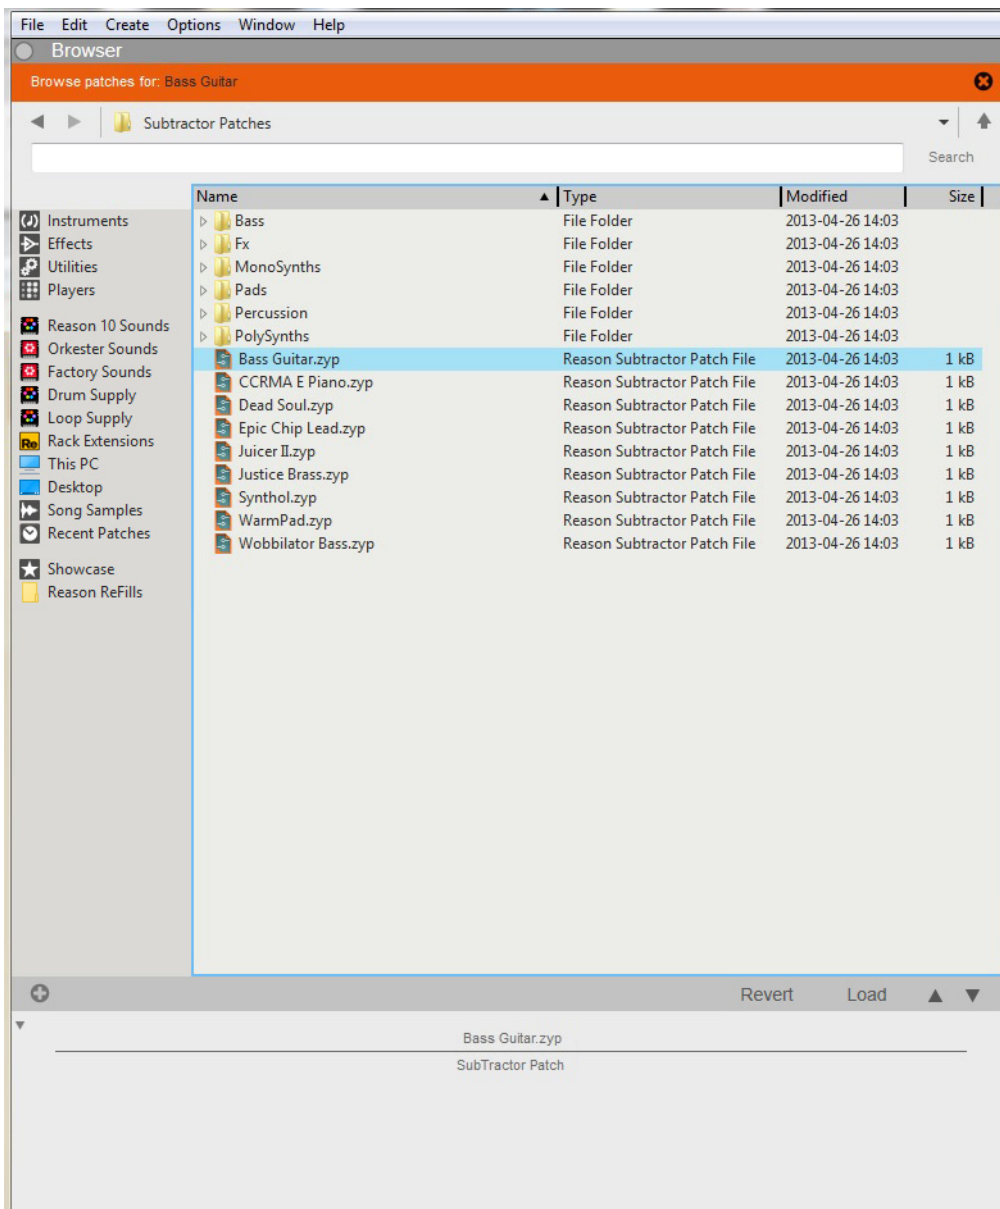 File Edit Create Options Window Help
Browser
Browse patches for: Bass Guitar
Subtractor Patches
Search
Name Type Modified Size
Instruments
Effects
Utilities
Players
Reason 10 Sounds
Orkester Sounds
Factory Sounds
Drum Supply
Loop Supply
Re Rack Extensions
This PC
Desktop
Song Samples
Recent Patches
Showcase
Reason ReFills
Bass File Folder 2013-04-26 14:03
Fx File Folder 2013-04-26 14:03
MonoSynths File Folder 2013-04-26 14:03
Pads File Folder 2013-04-26 14:03
Percussion File Folder 2013-04-26 14:03
PolySynths File Folder 2013-04-26 14:03
Bass Guitar.zyp Reason Subtractor Patch File 2013-04-26 14:03 1 kB
CCRMA E Piano.zyp Reason Subtractor Patch File 2013-04-26 14:03 1 kB
Dead Soul.zyp Reason Subtractor Patch File 2013-04-26 14:03 1 kB
Epic Chip Lead.zyp Reason Subtractor Patch File 2013-04-26 14:03 1 kB
Juicer II.zyp Reason Subtractor Patch File 2013-04-26 14:03 1 kB
Justice Brass.zyp Reason Subtractor Patch File 2013-04-26 14:03 1 kB
Synthol.zyp Reason Subtractor Patch File 2013-04-26 14:03 1 kB
WarmPad.zyp Reason Subtractor Patch File 2013-04-26 14:03 1 kB
Wobbilator Bass.zyp Reason Subtractor Patch File 2013-04-26 14:03 1 kB
Revert Load
Bass Guitar.zyp
SubTractor Patch